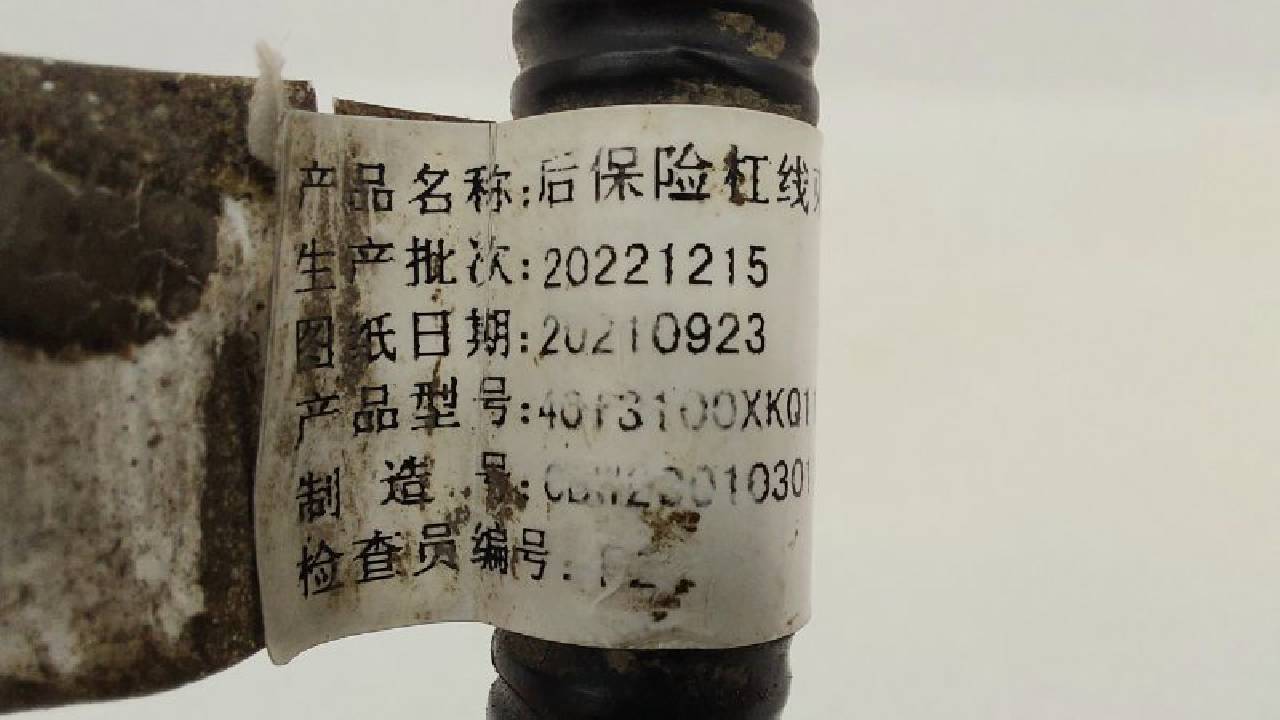 产品名称:后保险杠线
生产批次:20221215
图纸日期:20210923
产品型号:4013100XKQ1
制造号:
检查员编号: